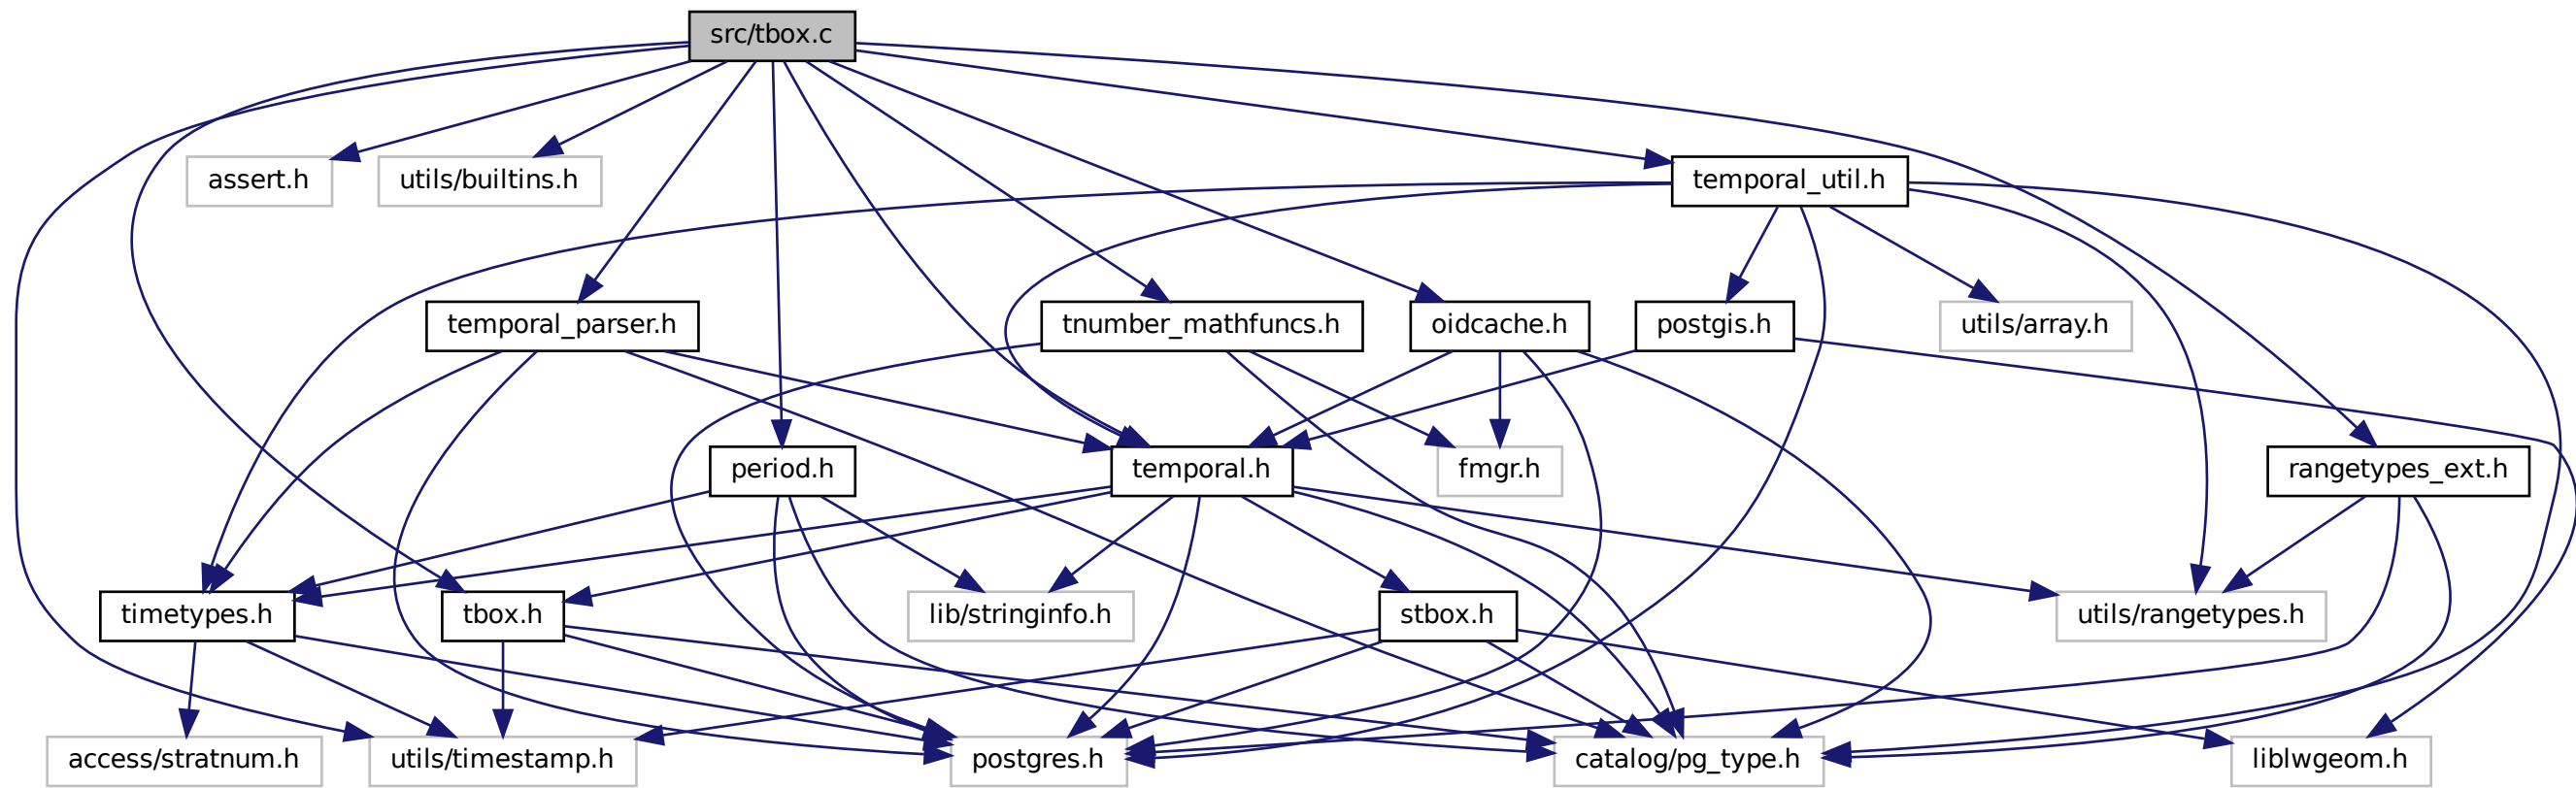 src/tbox.c
assert.h
utils/builtins.h
temporal_util.h
temporal_parser.h
tnumber_mathfuncs.h
oidcache.h
postgis.h
utils/array.h
period.h
temporal.h
fmgr.h
rangetypes_ext.h
timetypes.h
tbox.h
lib/stringinfo.h
stbox.h
utils/rangetypes.h
access/stratnum.h
utils/timestamp.h
postgres.h
catalog/pg_type.h
liblwgeom.h